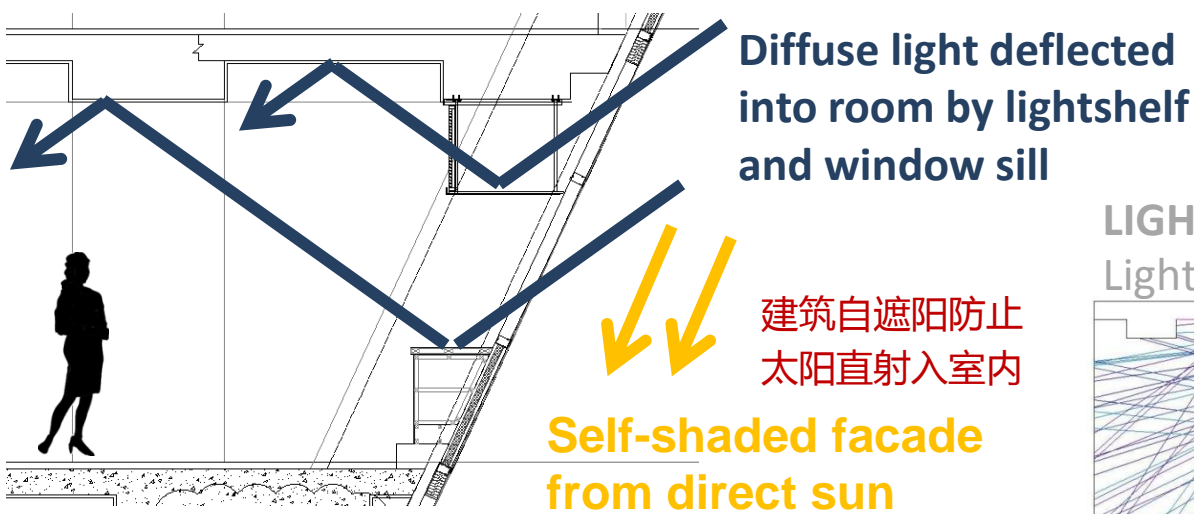 Diffuse light deflected
into room by lightshelf
and window sill
LIGH
Light
建筑自遮阳防止
太阳直射入室内
Self-shaded facade
from direct sun